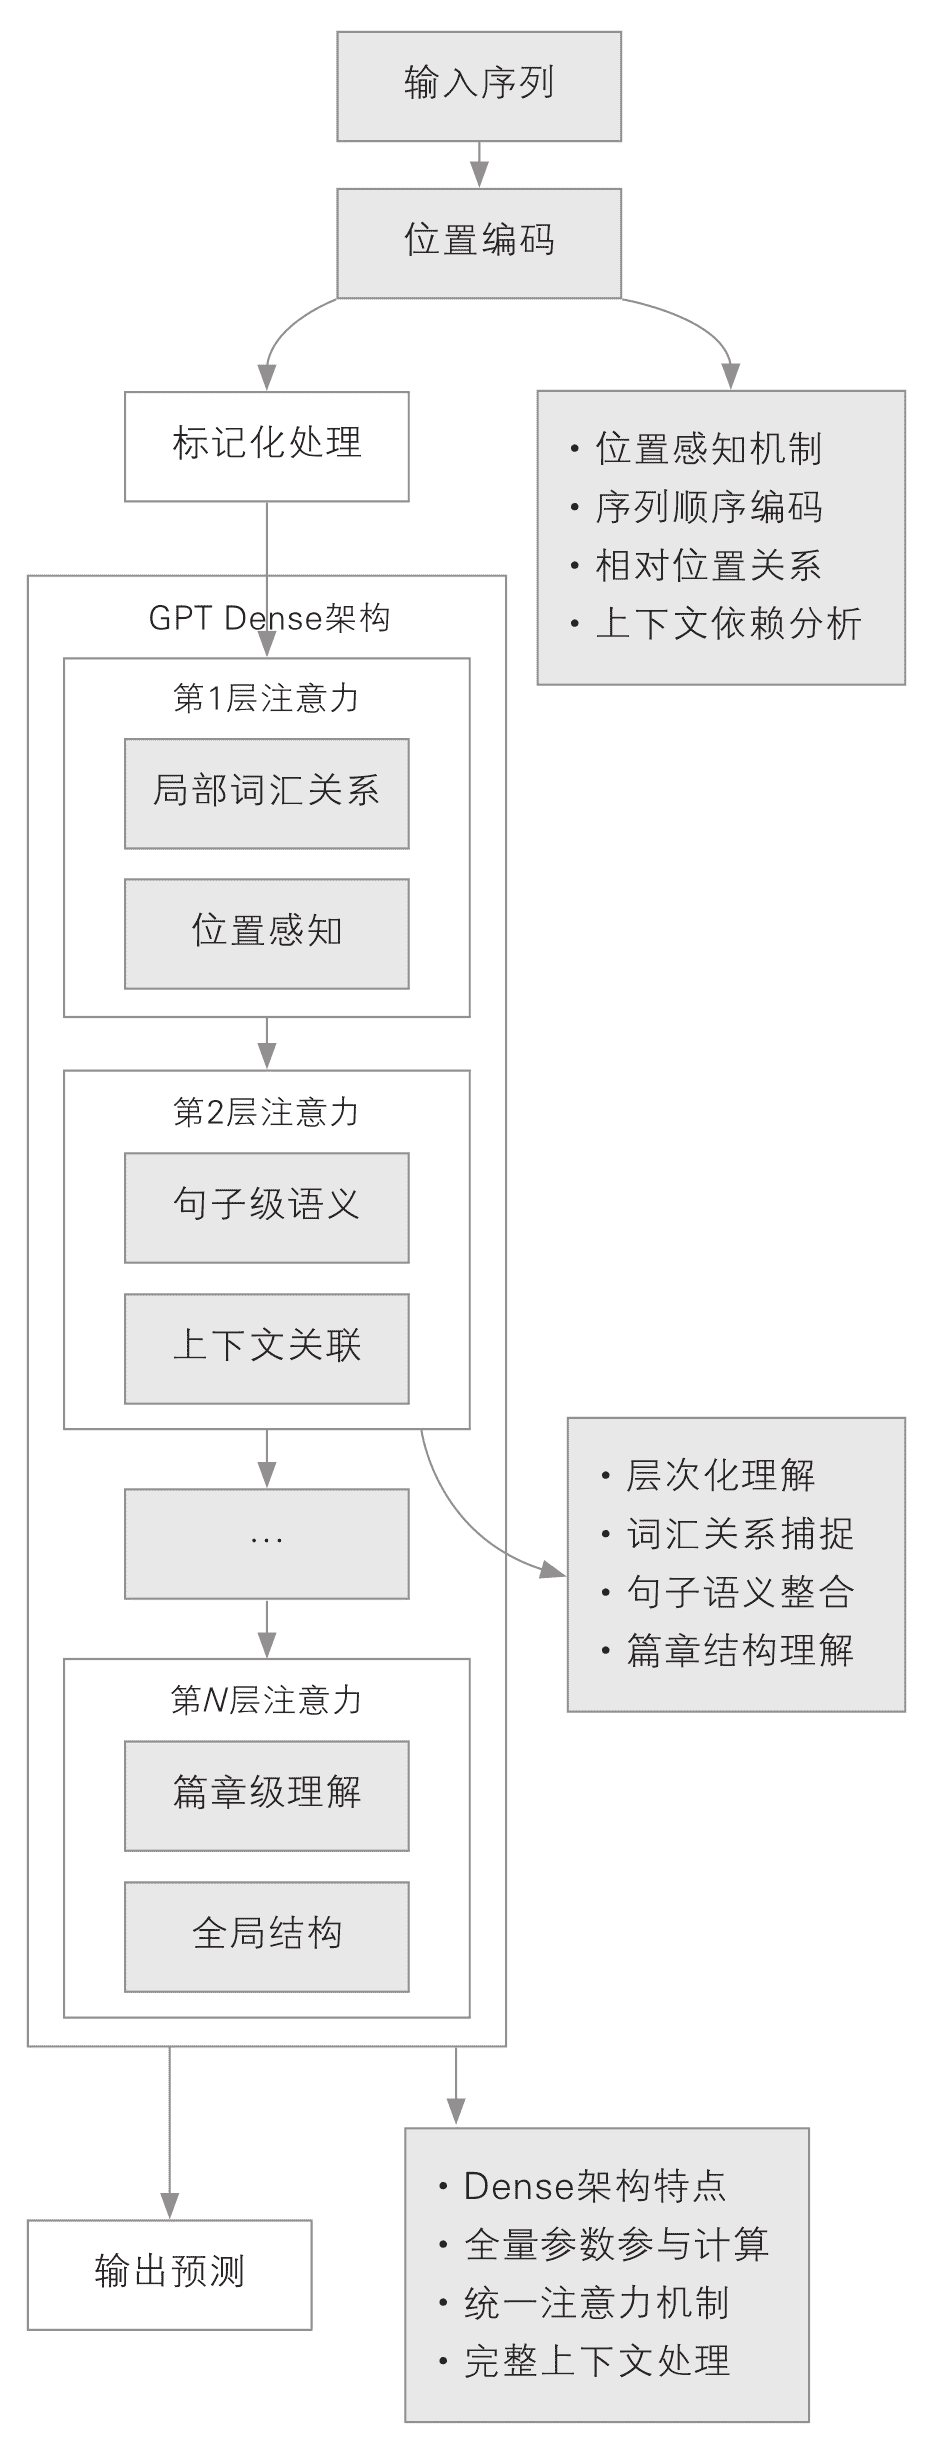 输入序列
位置编码
标记化处理
• 位置感知机制
• 序列顺序编码
• 相对位置关系
• 上下文依赖分析
GPT Dense架构
第1层注意力
局部词汇关系
位置感知
第2层注意力
句子级语义
上下文关联
• 层次化理解
• 词汇关系捕捉
• 句子语义整合
• 篇章结构理解
…
第N层注意力
篇章级理解
全局结构
• Dense架构特点
• 全量参数参与计算
• 统一注意力机制
• 完整上下文处理
输出预测